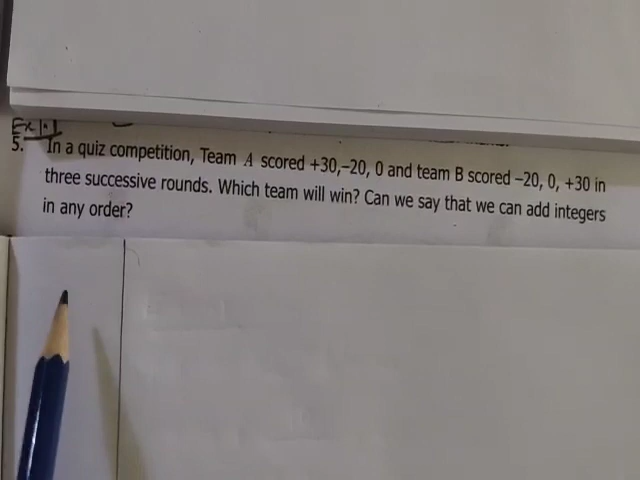 Ex 1.1
5. In a quiz competition, Team A scored +30,–20, 0 and team B scored –20, 0, +30 in
three successive rounds. Which team will win? Can we say that we can add integers
in any order?